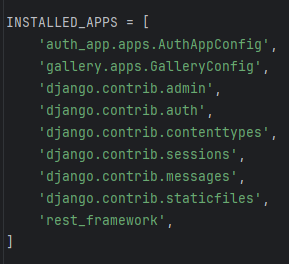 INSTALLED_APPS = [
    'auth_app.apps.AuthAppConfig',
    'gallery.apps.GalleryConfig',
    'django.contrib.admin',
    'django.contrib.auth',
    'django.contrib.contenttypes',
    'django.contrib.sessions',
    'django.contrib.messages',
    'django.contrib.staticfiles',
    'rest_framework',
]